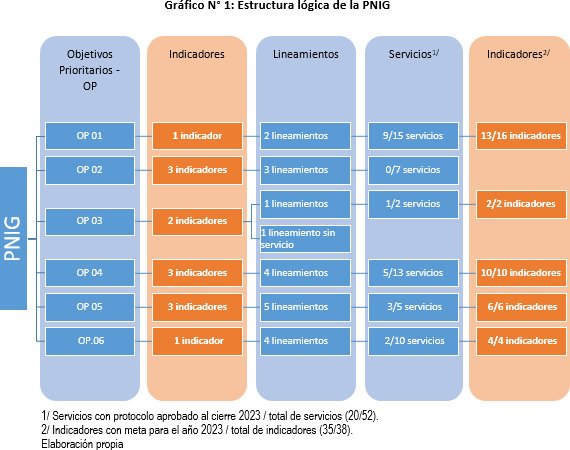 Gráfico N° 1: Estructura lógica de la PNIG
Objetivos
Prioritarios -
OP
Indicadores
Lineamientos
Servicios1/
Indicadores2/
PNIG
OP 01
1 indicador
2 lineamientos
9/15 servicios
13/16 indicadores
OP 02
3 indicadores
3 lineamientos
0/7 servicios
OP 03
2 indicadores
1 lineamientos
1/2 servicios
2/2 indicadores
1 lineamiento sin
servicio
OP 04
3 indicadores
4 lineamientos
5/13 servicios
10/10 indicadores
OP 05
3 indicadores
5 lineamientos
3/5 servicios
6/6 indicadores
OP.06
1 indicador
4 lineamientos
2/10 servicios
4/4 indicadores
1/ Servicios con protocolo aprobado al cierre 2023 / total de servicios (20/52).
2/ Indicadores con meta para el año 2023 / total de indicadores (35/38).
Elaboración propia